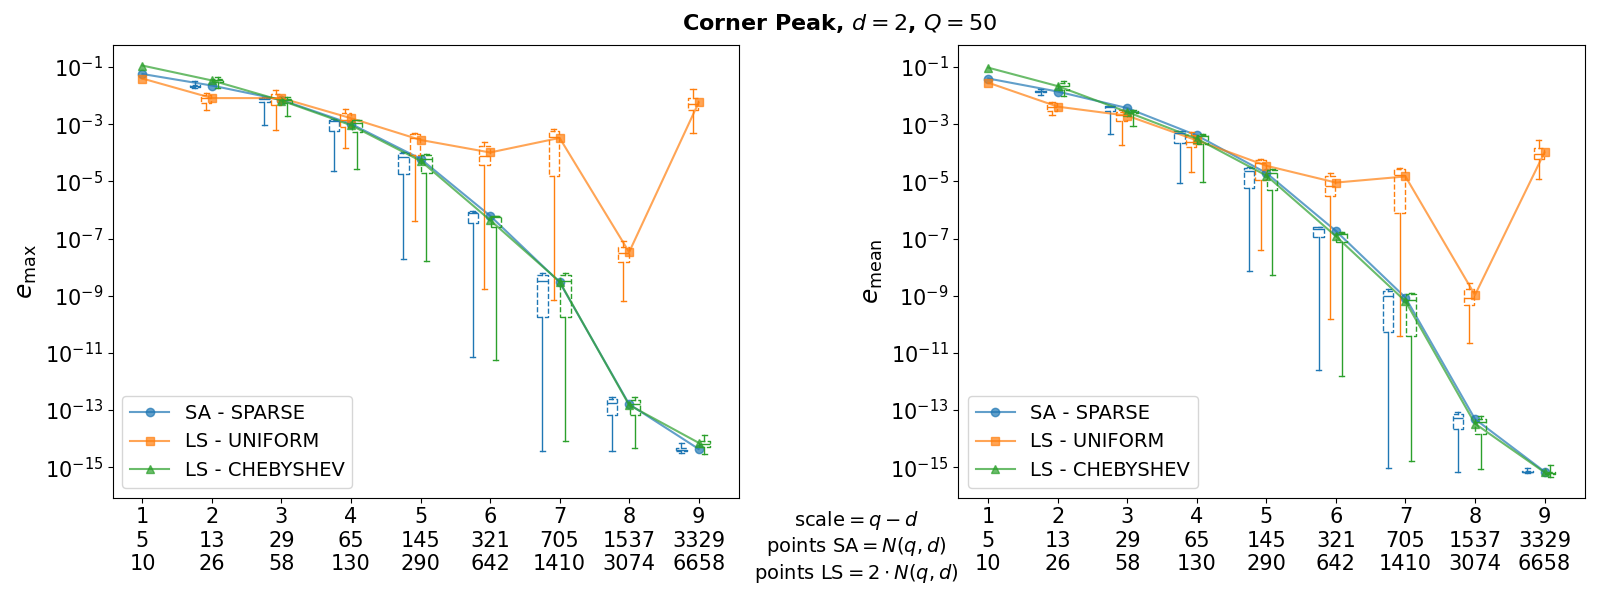 Corner Peak, d = 2, Q = 50
10^{-1}
10^{-3}
10^{-5}
10^{-7}
10^{-9}
10^{-11}
10^{-13}
10^{-15}
e_max
SA - SPARSE
LS - UNIFORM
LS - CHEBYSHEV
1 2 3 4 5 6 7 8 9
5 13 29 65 145 321 705 1537 3329
10 26 58 130 290 642 1410 3074 6658
scale = q − d
points SA = N(q, d)
points LS = 2 · N(q, d)
10^{-1}
10^{-3}
10^{-5}
10^{-7}
10^{-9}
10^{-11}
10^{-13}
10^{-15}
e_mean
SA - SPARSE
LS - UNIFORM
LS - CHEBYSHEV
1 2 3 4 5 6 7 8 9
5 13 29 65 145 321 705 1537 3329
10 26 58 130 290 642 1410 3074 6658